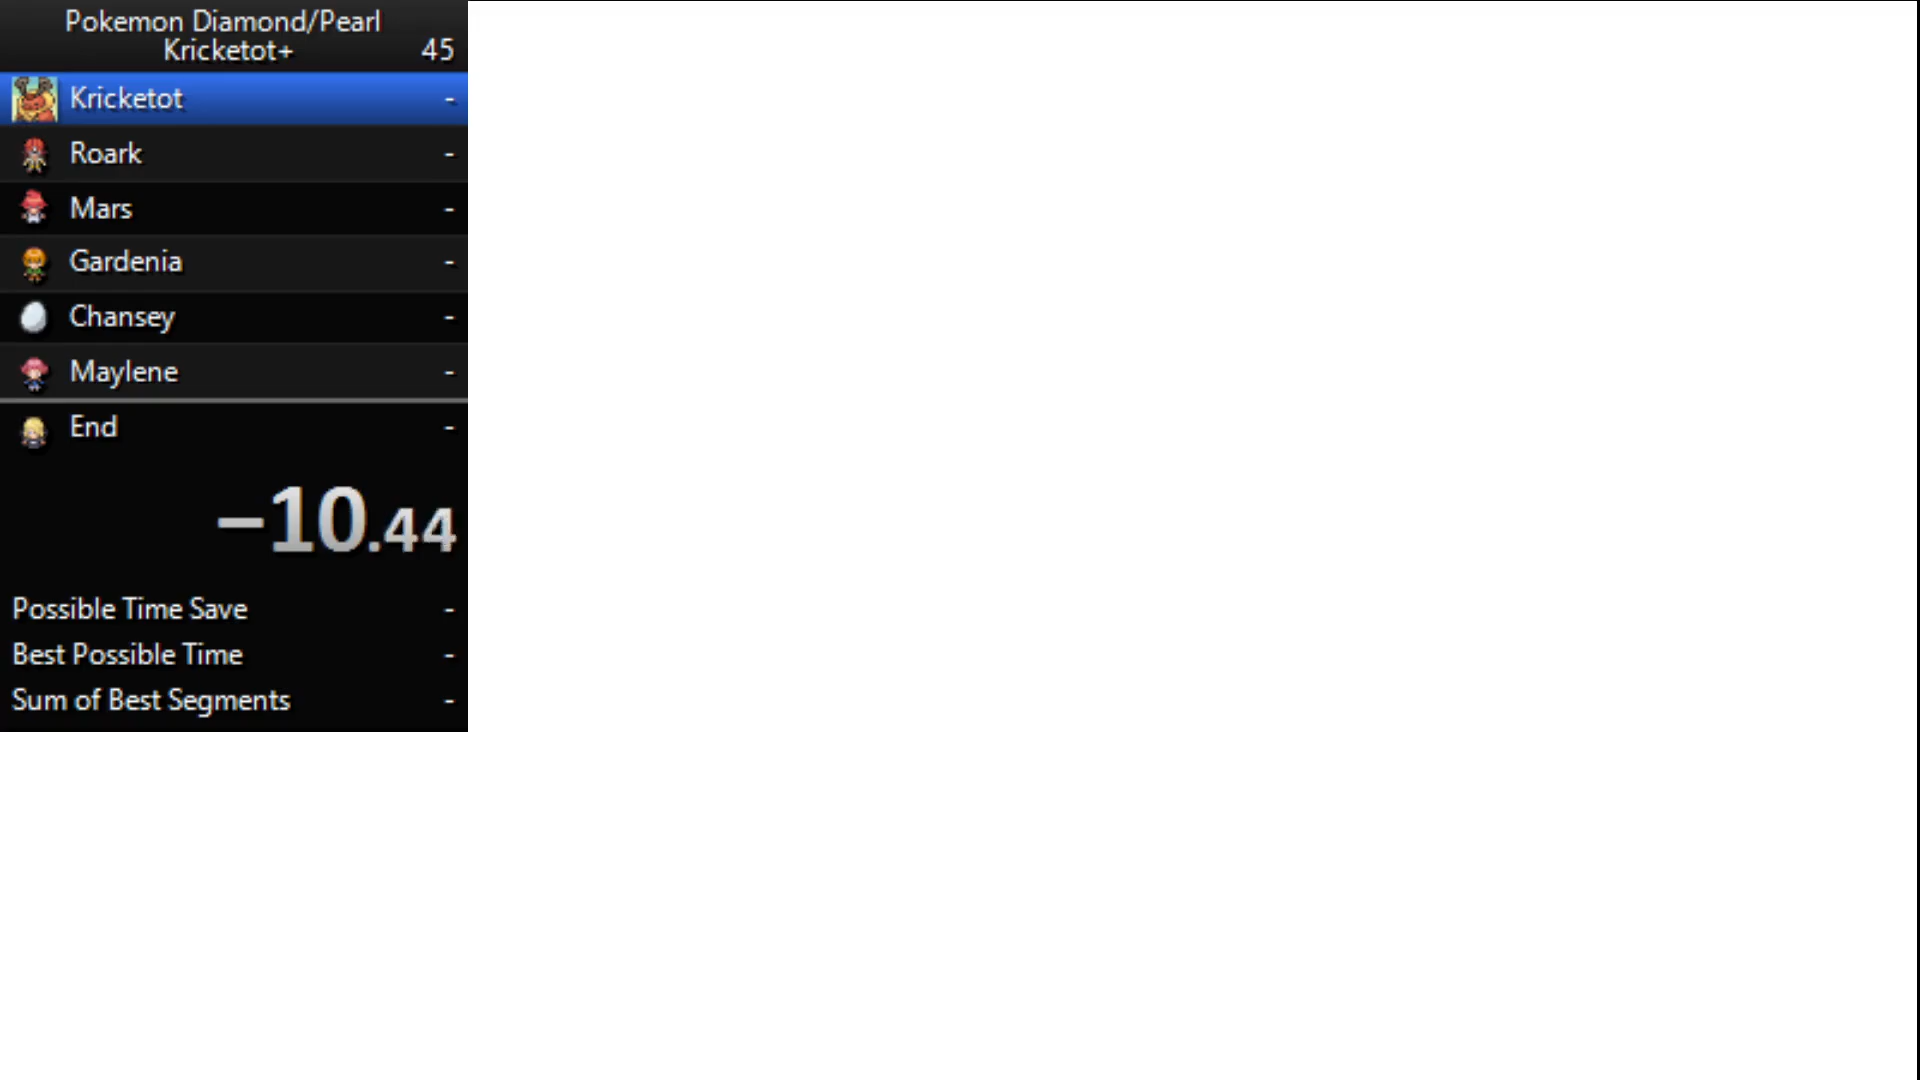 Pokemon Diamond/Pearl
Kricketot+ 45
Kricketot -
Roark -
Mars -
Gardenia -
Chansey -
Maylene -
End -
−10.44
Possible Time Save -
Best Possible Time -
Sum of Best Segments -